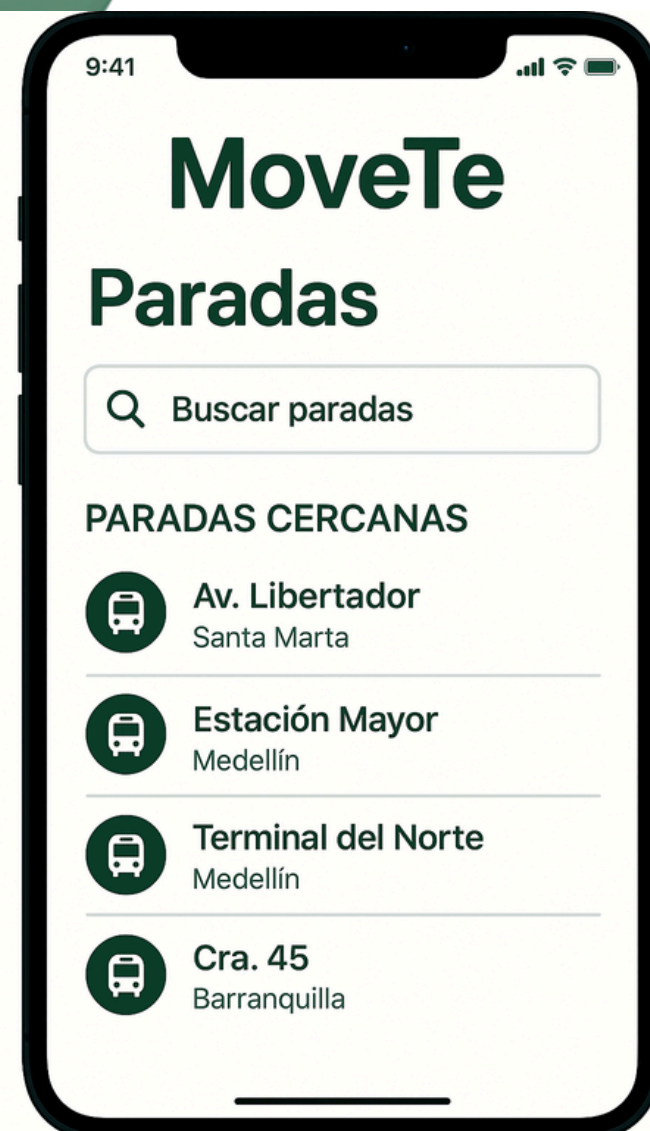 9:41
MoveTe
Paradas
Buscar paradas
PARADAS CERCANAS
Av. Libertador
Santa Marta
Estación Mayor
Medellín
Terminal del Norte
Medellín
Cra. 45
Barranquilla